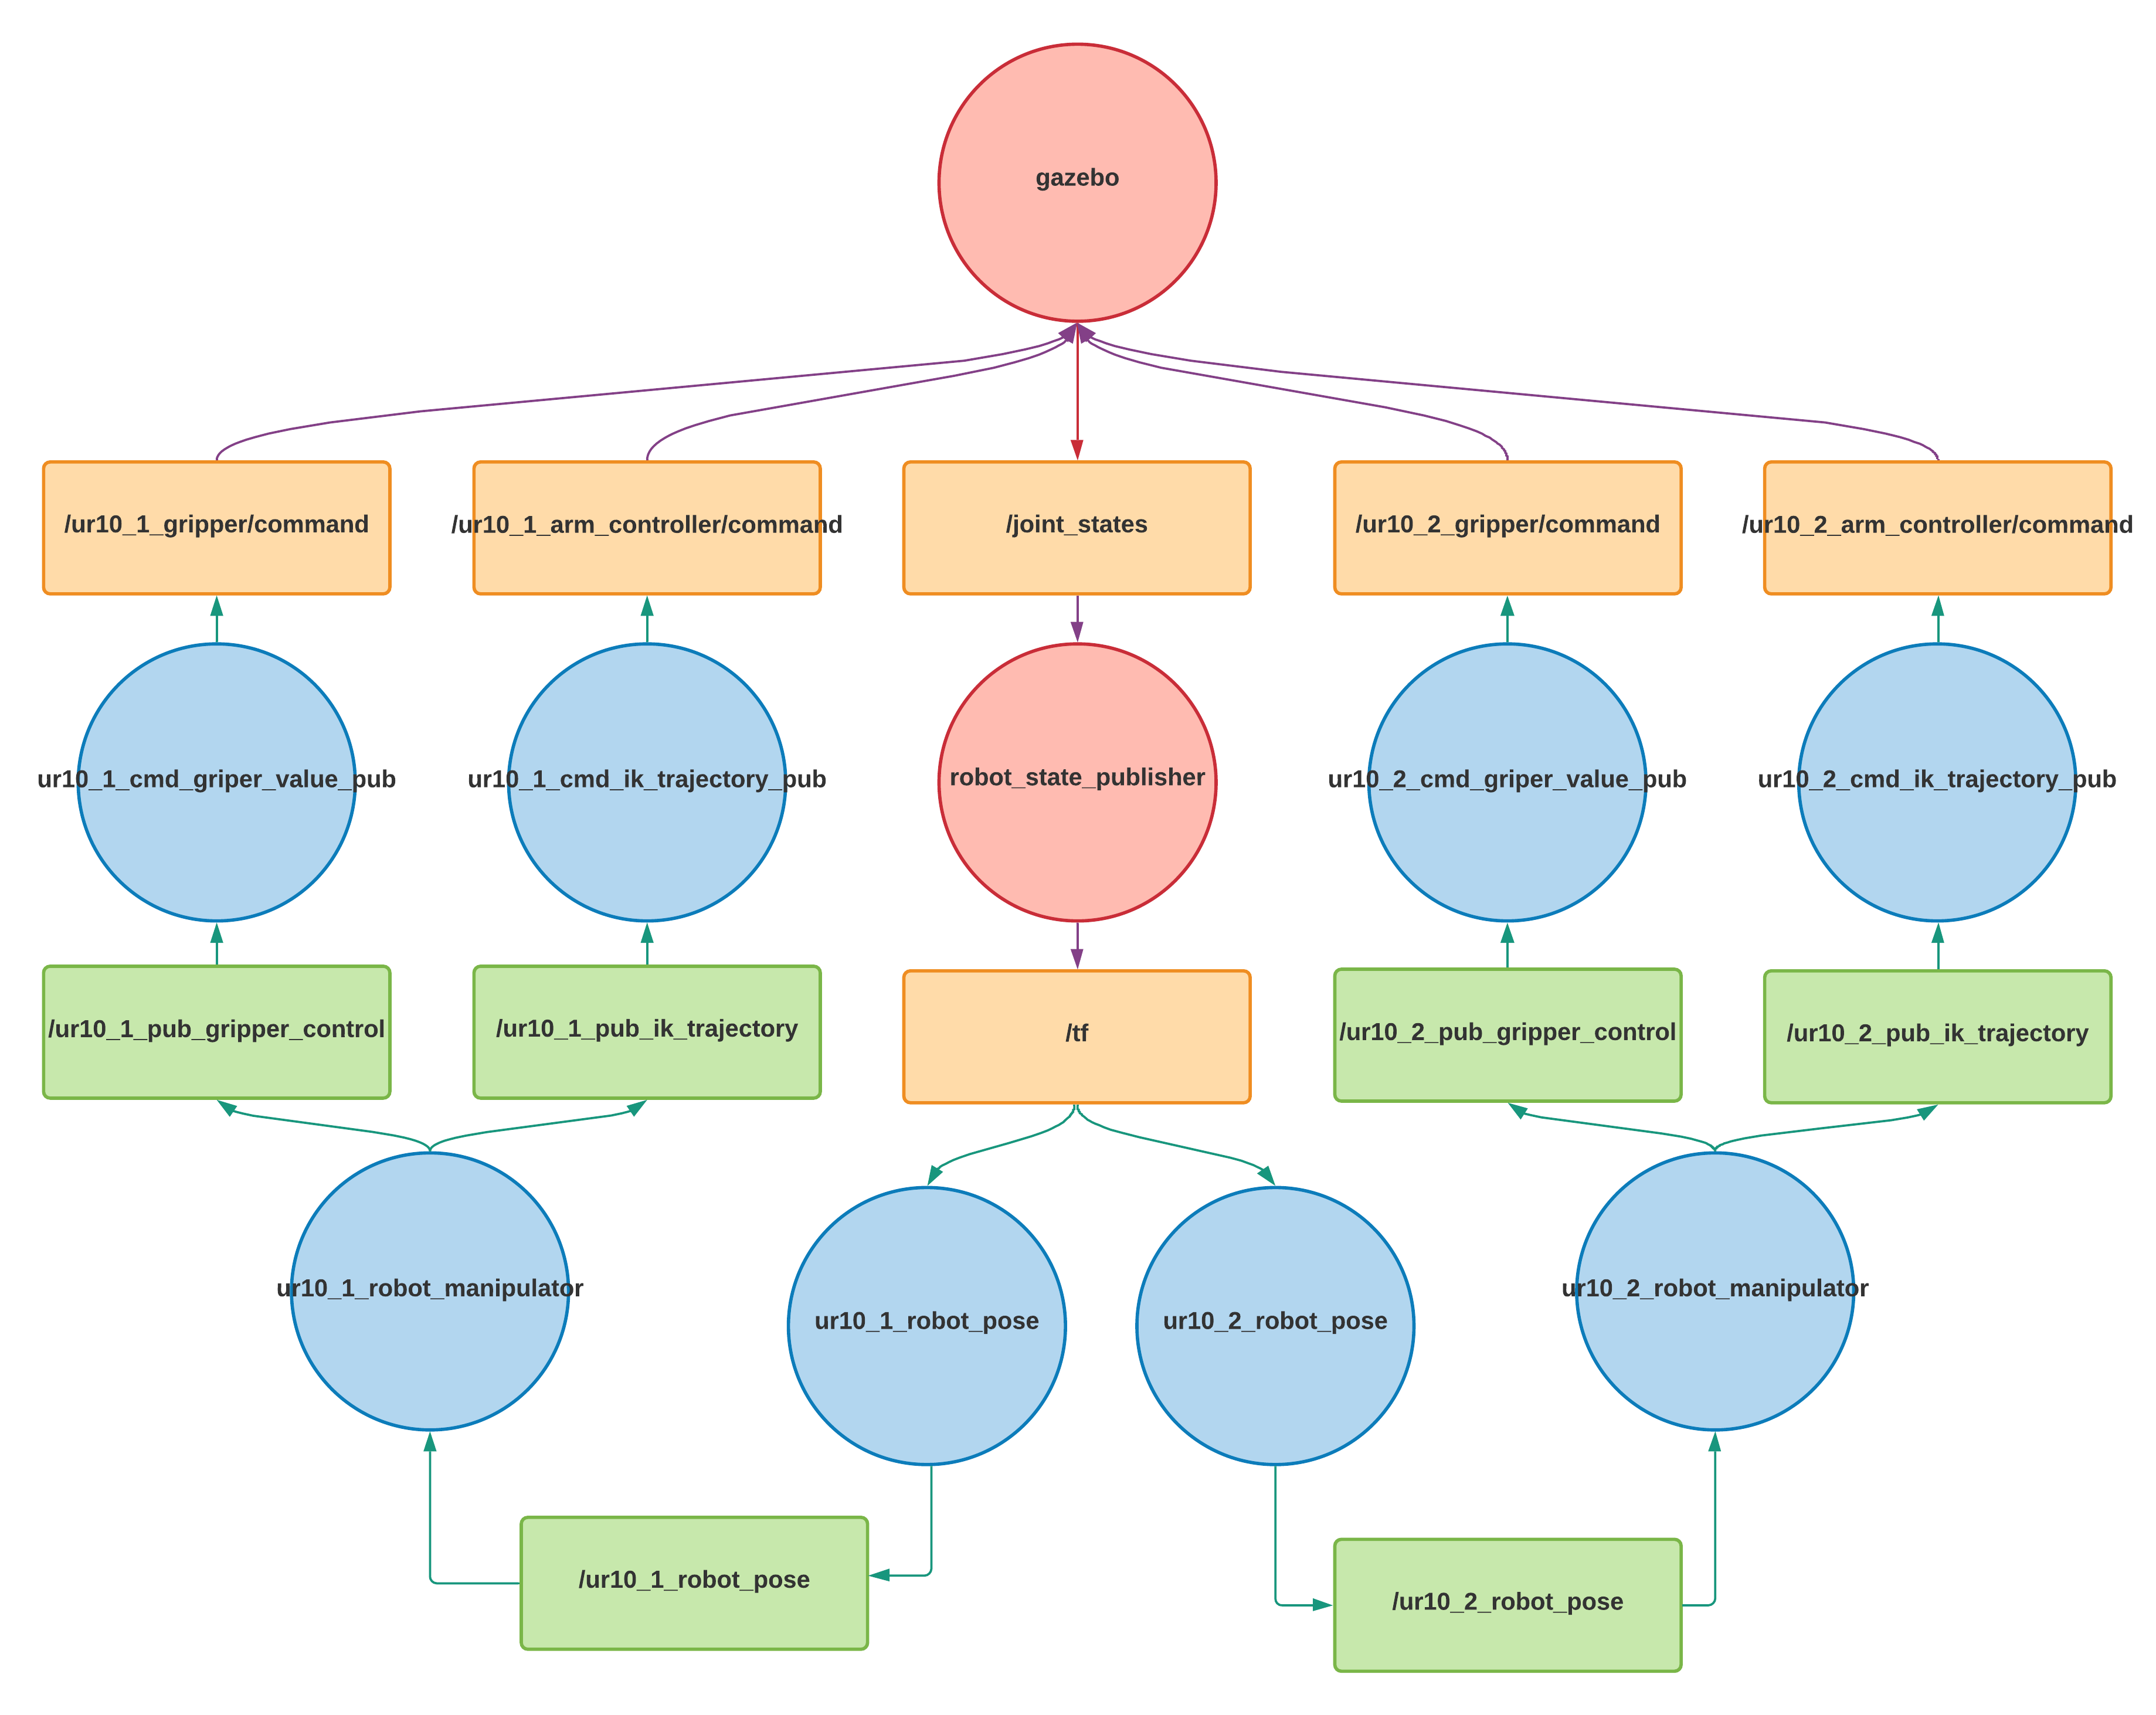 gazebo
/ur10_1_gripper/command
/ur10_1_arm_controller/command
/joint_states
/ur10_2_gripper/command
/ur10_2_arm_controller/command
ur10_1_cmd_griper_value_pub
ur10_1_cmd_ik_trajectory_pub
robot_state_publisher
ur10_2_cmd_griper_value_pub
ur10_2_cmd_ik_trajectory_pub
/ur10_1_pub_gripper_control
/ur10_1_pub_ik_trajectory
/tf
/ur10_2_pub_gripper_control
/ur10_2_pub_ik_trajectory
ur10_1_robot_manipulator
ur10_1_robot_pose
ur10_2_robot_pose
ur10_2_robot_manipulator
/ur10_1_robot_pose
/ur10_2_robot_pose